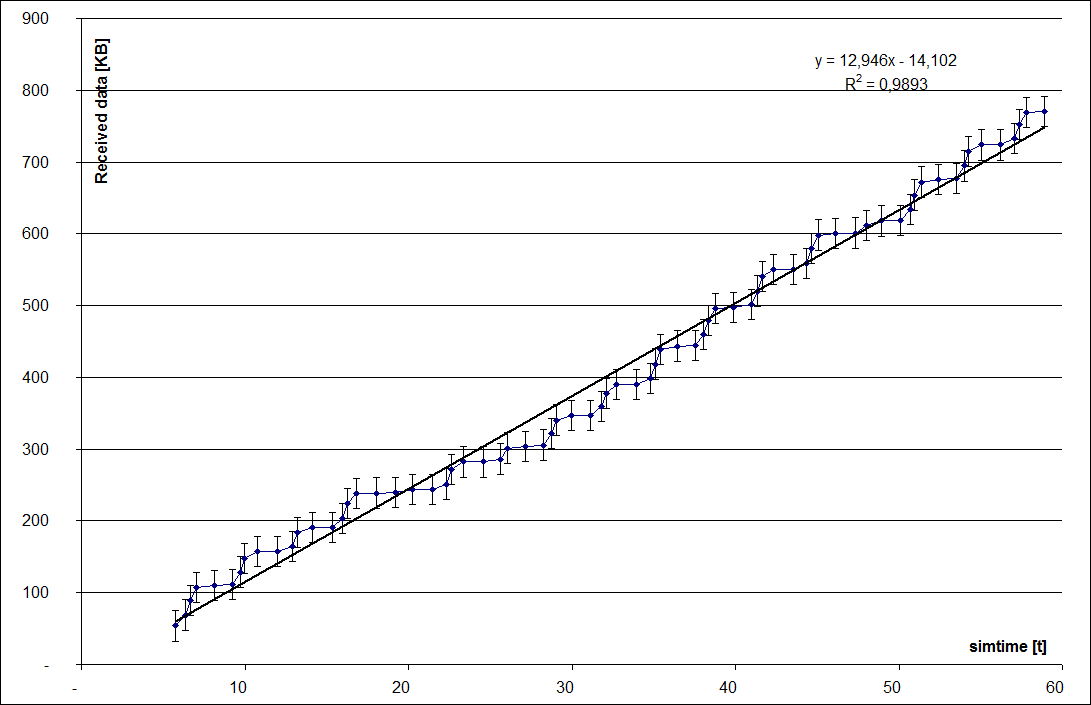 900
800
700
600
500
400
300
200
100
-
Received data [KB]
y = 12,946x - 14,102
R² = 0,9893
simtime [t]
- 10 20 30 40 50 60